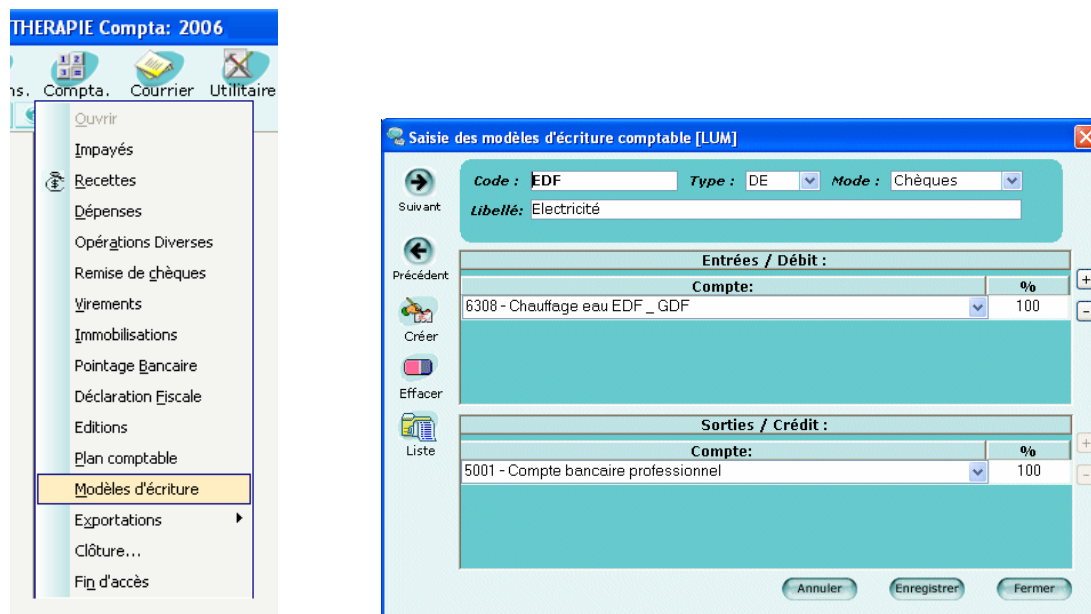 THERAPIE Compta: 2006
ns. Compta. Courrier Utilitaire
Ouvrir
Impayés
Recettes
Dépenses
Opérations Diverses
Remise de chèques
Virements
Immobilisations
Pointage Bancaire
Déclaration Fiscale
Editions
Plan comptable
Modèles d'écriture
Exportations
Clôture...
Fin d'accès
Saisie des modèles d'écriture comptable [LUM]
Suivant
Précédent
Créer
Effacer
Liste
Code : EDF Type : DE Mode : Chèques
Libellé: Electricité
Entrées / Débit :
Compte: %
6308 - Chauffage eau EDF _ GDF 100
Sorties / Crédit :
Compte: %
5001 - Compte bancaire professionnel 100
Annuler Enregistrer Fermer